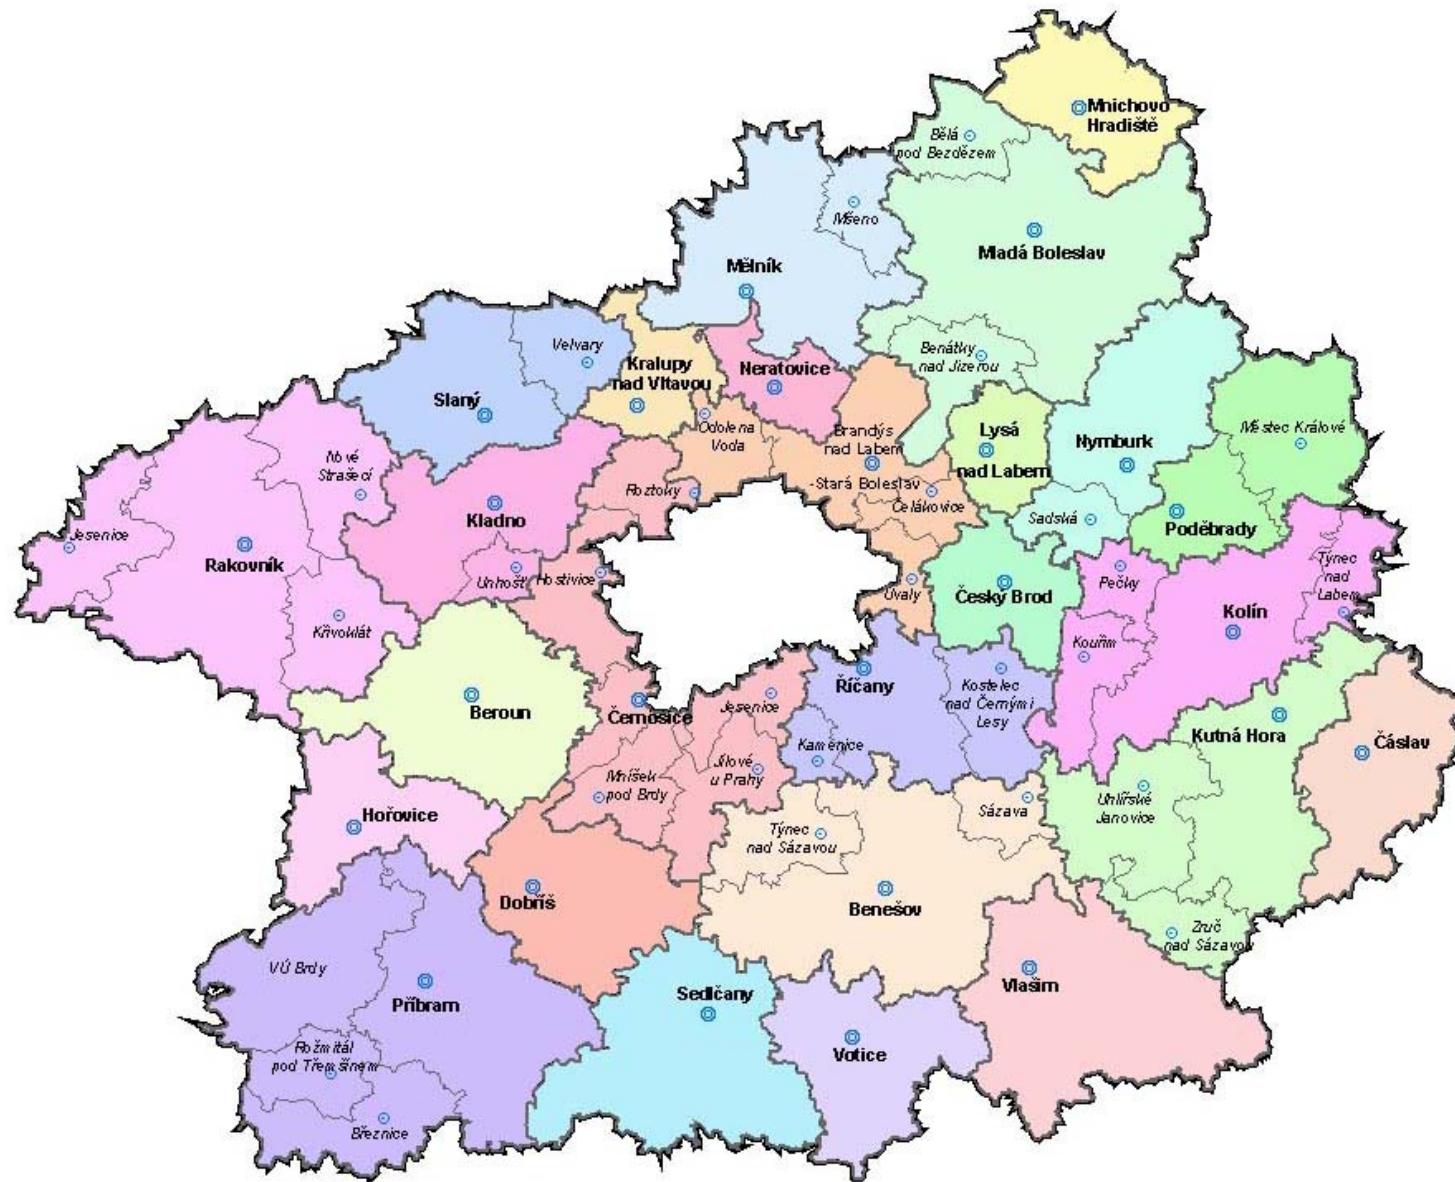 Mnichovo
Hradiště
Bělá
pod Bezdězem
Mšeno
Mladá Boleslav
Mělník
Velvary
Kralupy
nad Vltavou
Neratovice
Benátky
nad Jizerou
Slaný
Odolena
Voda
Brandýs
nad Labem
-Stará Boleslav
Lysá
nad Labem
Nymburk
Městec Králové
Nové
Strašecí
Roztoky
Čelákovice
Sadská
Poděbrady
Jesenice
Rakovník
Kladno
Unhošť
Hostivice
Úvaly
Český Brod
Pečky
Týnec
nad
Labem
Kolín
Křivoklát
Kouřim
Říčany
Kostelec
nad Černými
Lesy
Beroun
Černošice
Jesenice
Kamenice
Kutná Hora
Čáslav
Mníšek
pod Brdy
Jílové
u Prahy
Hořovice
Týnec
nad Sázavou
Sázava
Uhlířské
Janovice
Dobříš
Benešov
Zruč
nad Sázavou
VÚ Brdy
Příbram
Sedlčany
Vlašim
Votice
Rožmitál
pod Třemšínem
Březnice